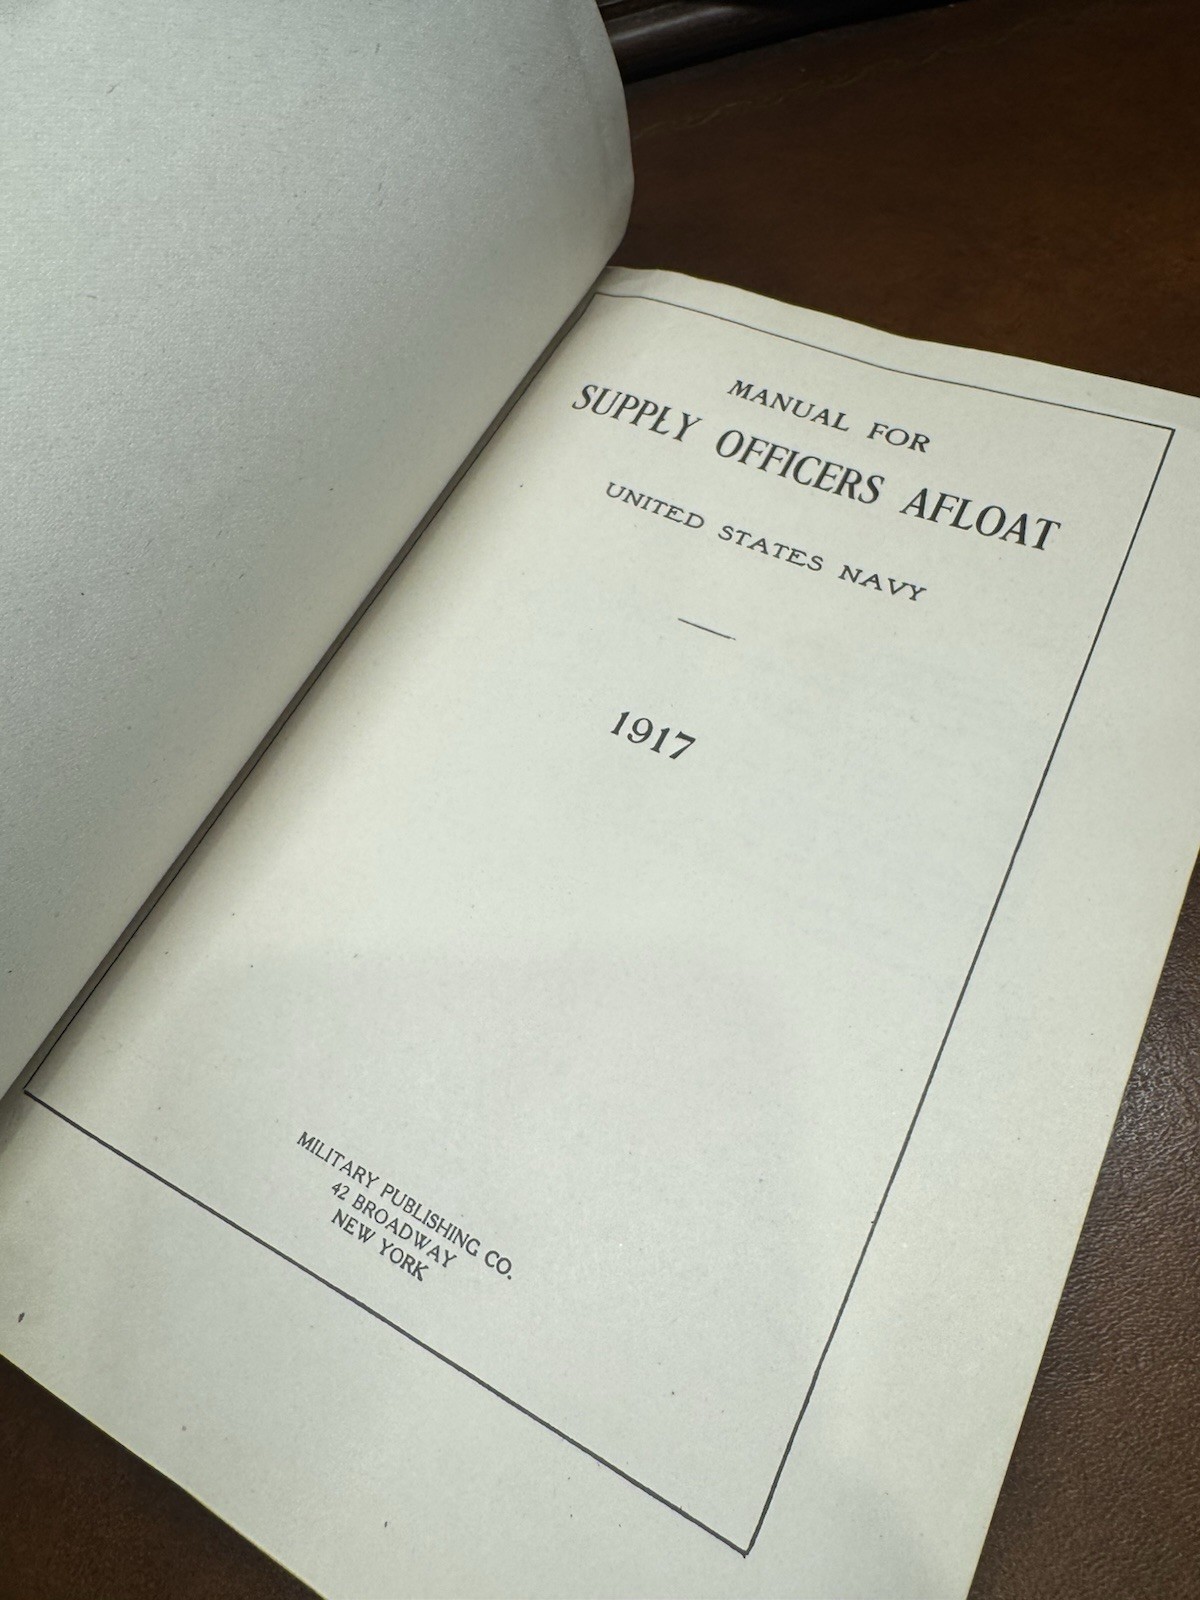 MANUAL FOR
SUPPLY OFFICERS AFLOAT
UNITED STATES NAVY
1917
MILITARY PUBLISHING CO.
42 BROADWAY
NEW YORK